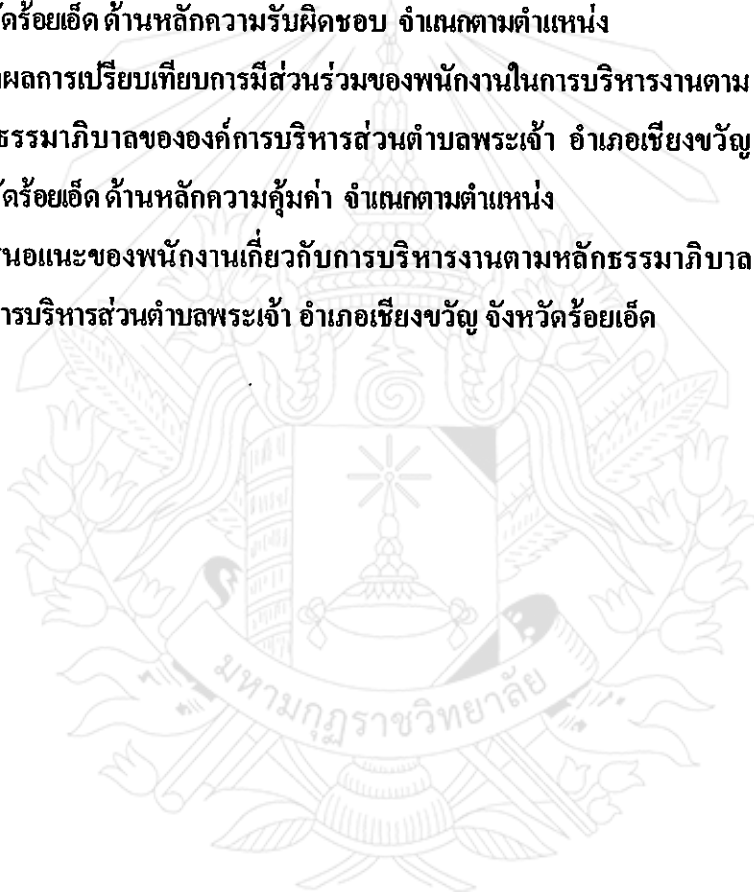 ัดร้อยเอ็ด ด้านหลักความรับผิดชอบ จำแนกตามตำแหน่ง
ผลการเปรียบเทียบการมีส่วนร่วมของพนักงานในการบริหารงานตาม
ธรรมาภิบาลขององค์การบริหารส่วนตำบลพระเจ้า อำเภอเชียงขวัญ
ัดร้อยเอ็ด ด้านหลักความคุ้มค่า จำแนกตามตำแหน่ง
นอแนะของพนักงานเกี่ยวกับการบริหารงานตามหลักธรรมาภิบาล
ารบริหารส่วนตำบลพระเจ้า อำเภอเชียงขวัญ จังหวัดร้อยเอ็ด
มหามกุฏราชวิทยาลัย